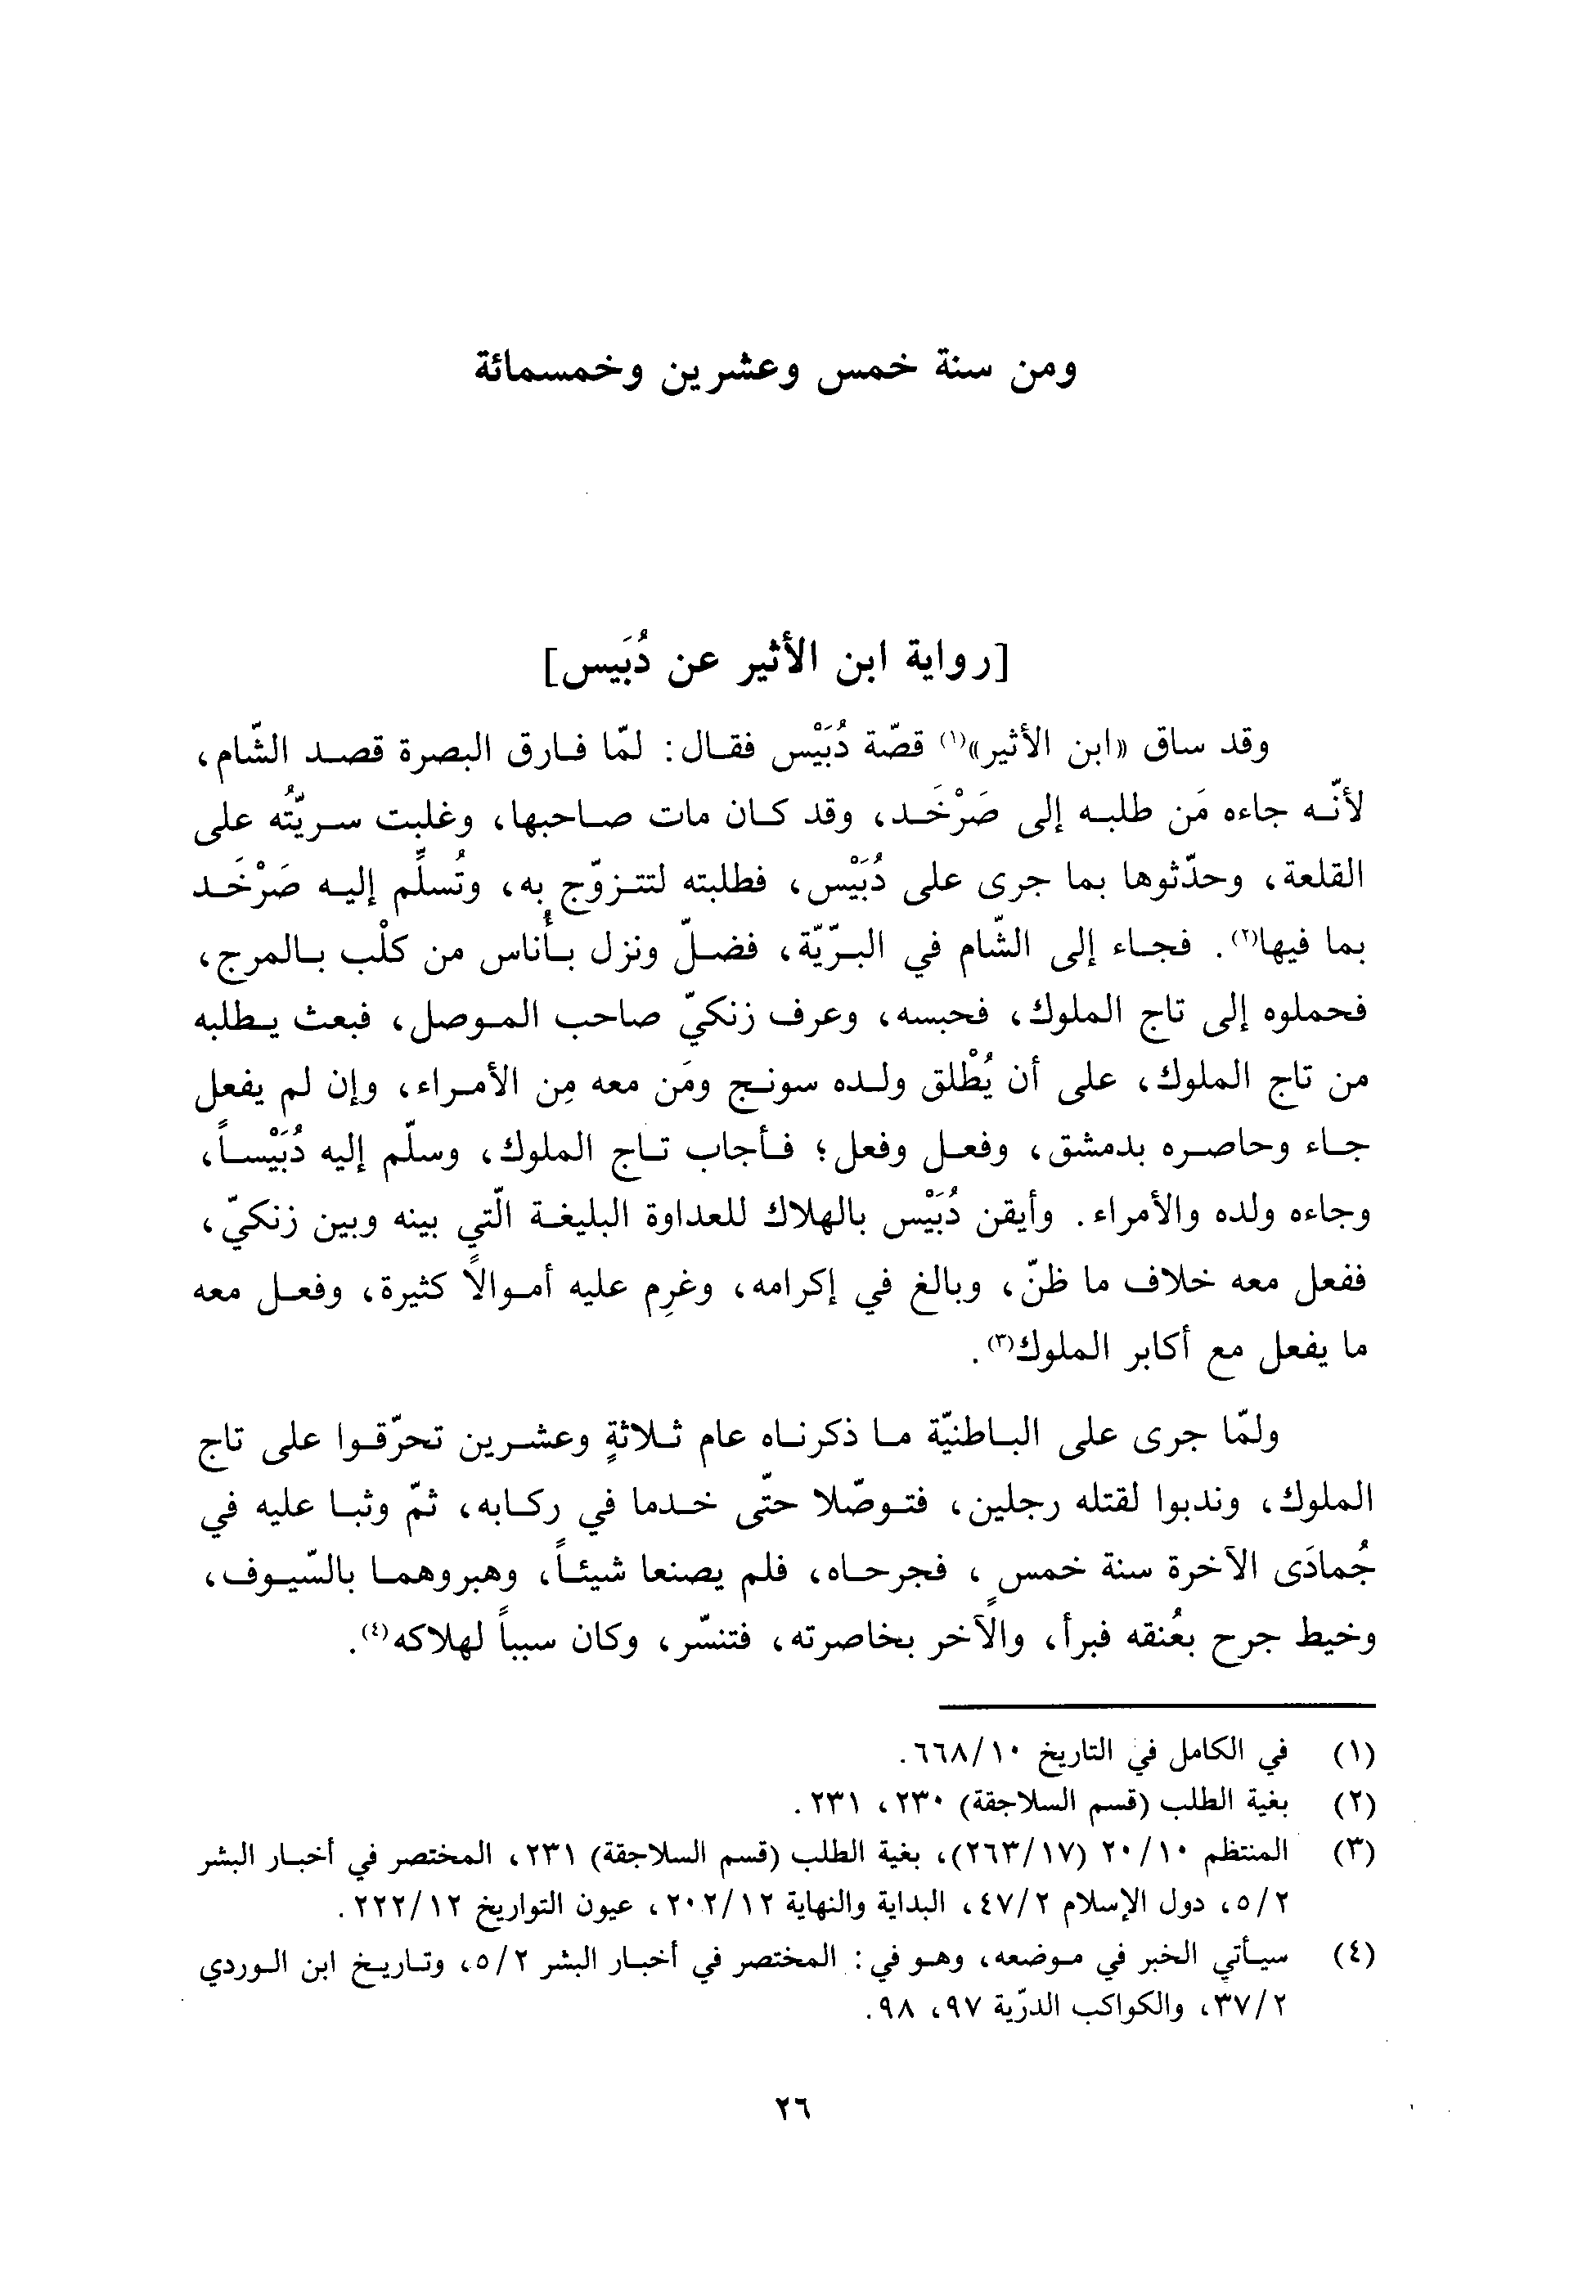 ومن سنة خمس وعشرين وخمسمائة
[رواية ابن الأثير عن دُبَيس]
وقد ساق «ابن الأثير»(١) قصّة دُبَيْس فقال: لمّا فارق البصرة قصد الشّام،
لأنّه جاءه مَن طلبه إلى صَرْخَد، وقد كان مات صاحبها، وغلبت سريّتُه على
القلعة، وحدّثوها بما جرى على دُبَيْس، فطلبته لتتزوّج به، وتُسلِّم إليه صَرْخَد
بما فيها(٢). فجاء إلى الشّام في البرّيّة، فضلّ ونزل بأُناس من كلْب بالمرج،
فحملوه إلى تاج الملوك، فحبسه، وعرف زنكيّ صاحب الموصل، فبعث يطلبه
من تاج الملوك، على أن يُطْلق ولده سونج ومَن معه مِن الأمراء، وإن لم يفعل
جاء وحاصره بدمشق، وفعل وفعل؛ فأجاب تاج الملوك، وسلّم إليه دُبَيْساً،
وجاءه ولده والأمراء. وأيقن دُبَيْس بالهلاك للعداوة البليغة الّتي بينه وبين زنكيّ،
ففعل معه خلاف ما ظنّ، وبالغ في إكرامه، وغرِم عليه أموالاً كثيرة، وفعل معه
ما يفعل مع أكابر الملوك(٣).
ولمّا جرى على الباطنيّة ما ذكرناه عام ثلاثةٍ وعشرين تحرّقوا على تاج
الملوك، وندبوا لقتله رجلين، فتوصّلا حتّى خدما في ركابه، ثمّ وثبا عليه في
جُمادَى الآخرة سنة خمسٍ، فجرحاه، فلم يصنعا شيئاً، وهبروهما بالسّيوف،
وخيط جرح بعُنقه فبرأ، والآخر بخاصرته، فتنسّر، وكان سبباً لهلاكه(٤).
(١) في الكامل في التاريخ ٦٦٨/١٠.
(٢) بغية الطلب (قسم السلاجقة) ٢٣٠، ٢٣١.
(٣) المنتظم ٢٠/١٠ (٢٦٣/١٧)، بغية الطلب (قسم السلاجقة) ٢٣١، المختصر في أخبار البشر
٥/٢، دول الإسلام ٤٧/٢، البداية والنهاية ٢٠٢/١٢، عيون التواريخ ٢٢٢/١٢.
(٤) سيأتي الخبر في موضعه، وهو في: المختصر في أخبار البشر ٥/٢، وتاريخ ابن الوردي
٣٧/٢، والكواكب الدرّية ٩٧، ٩٨.
٢٦